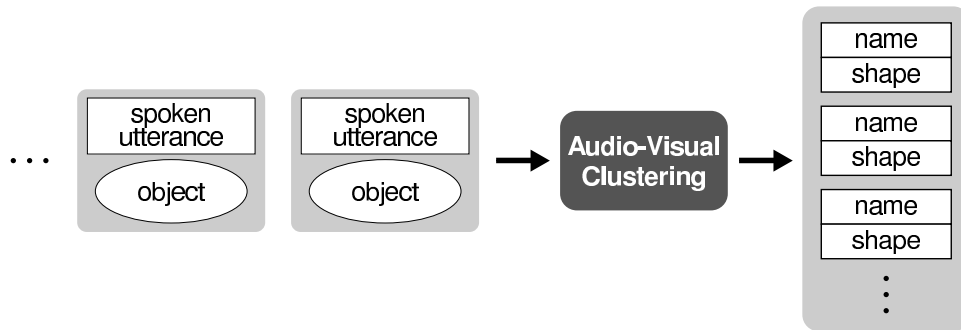 ...
spoken
utterance
object
spoken
utterance
object
Audio-Visual
Clustering
name
shape
name
shape
name
shape